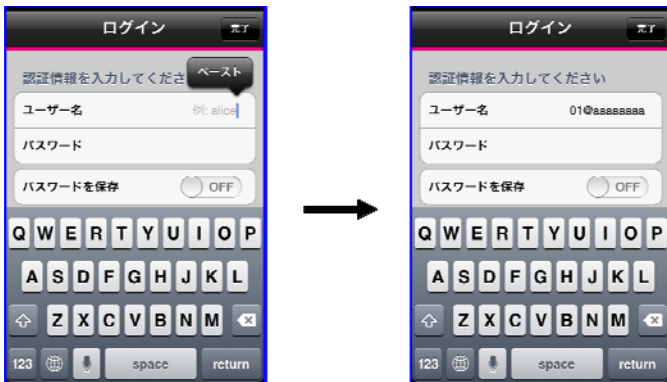 ログイン
完了
認証情報を入力してくださ
ペースト
ユーザー名
例: alice
パスワード
パスワードを保存
OFF
Q W E R T Y U I O P
A S D F G H J K L
Z X C V B N M
123
space
return
ログイン
完了
認証情報を入力してください
ユーザー名
01@aaaaaaaa
パスワード
パスワードを保存
OFF
Q W E R T Y U I O P
A S D F G H J K L
Z X C V B N M
123
space
return